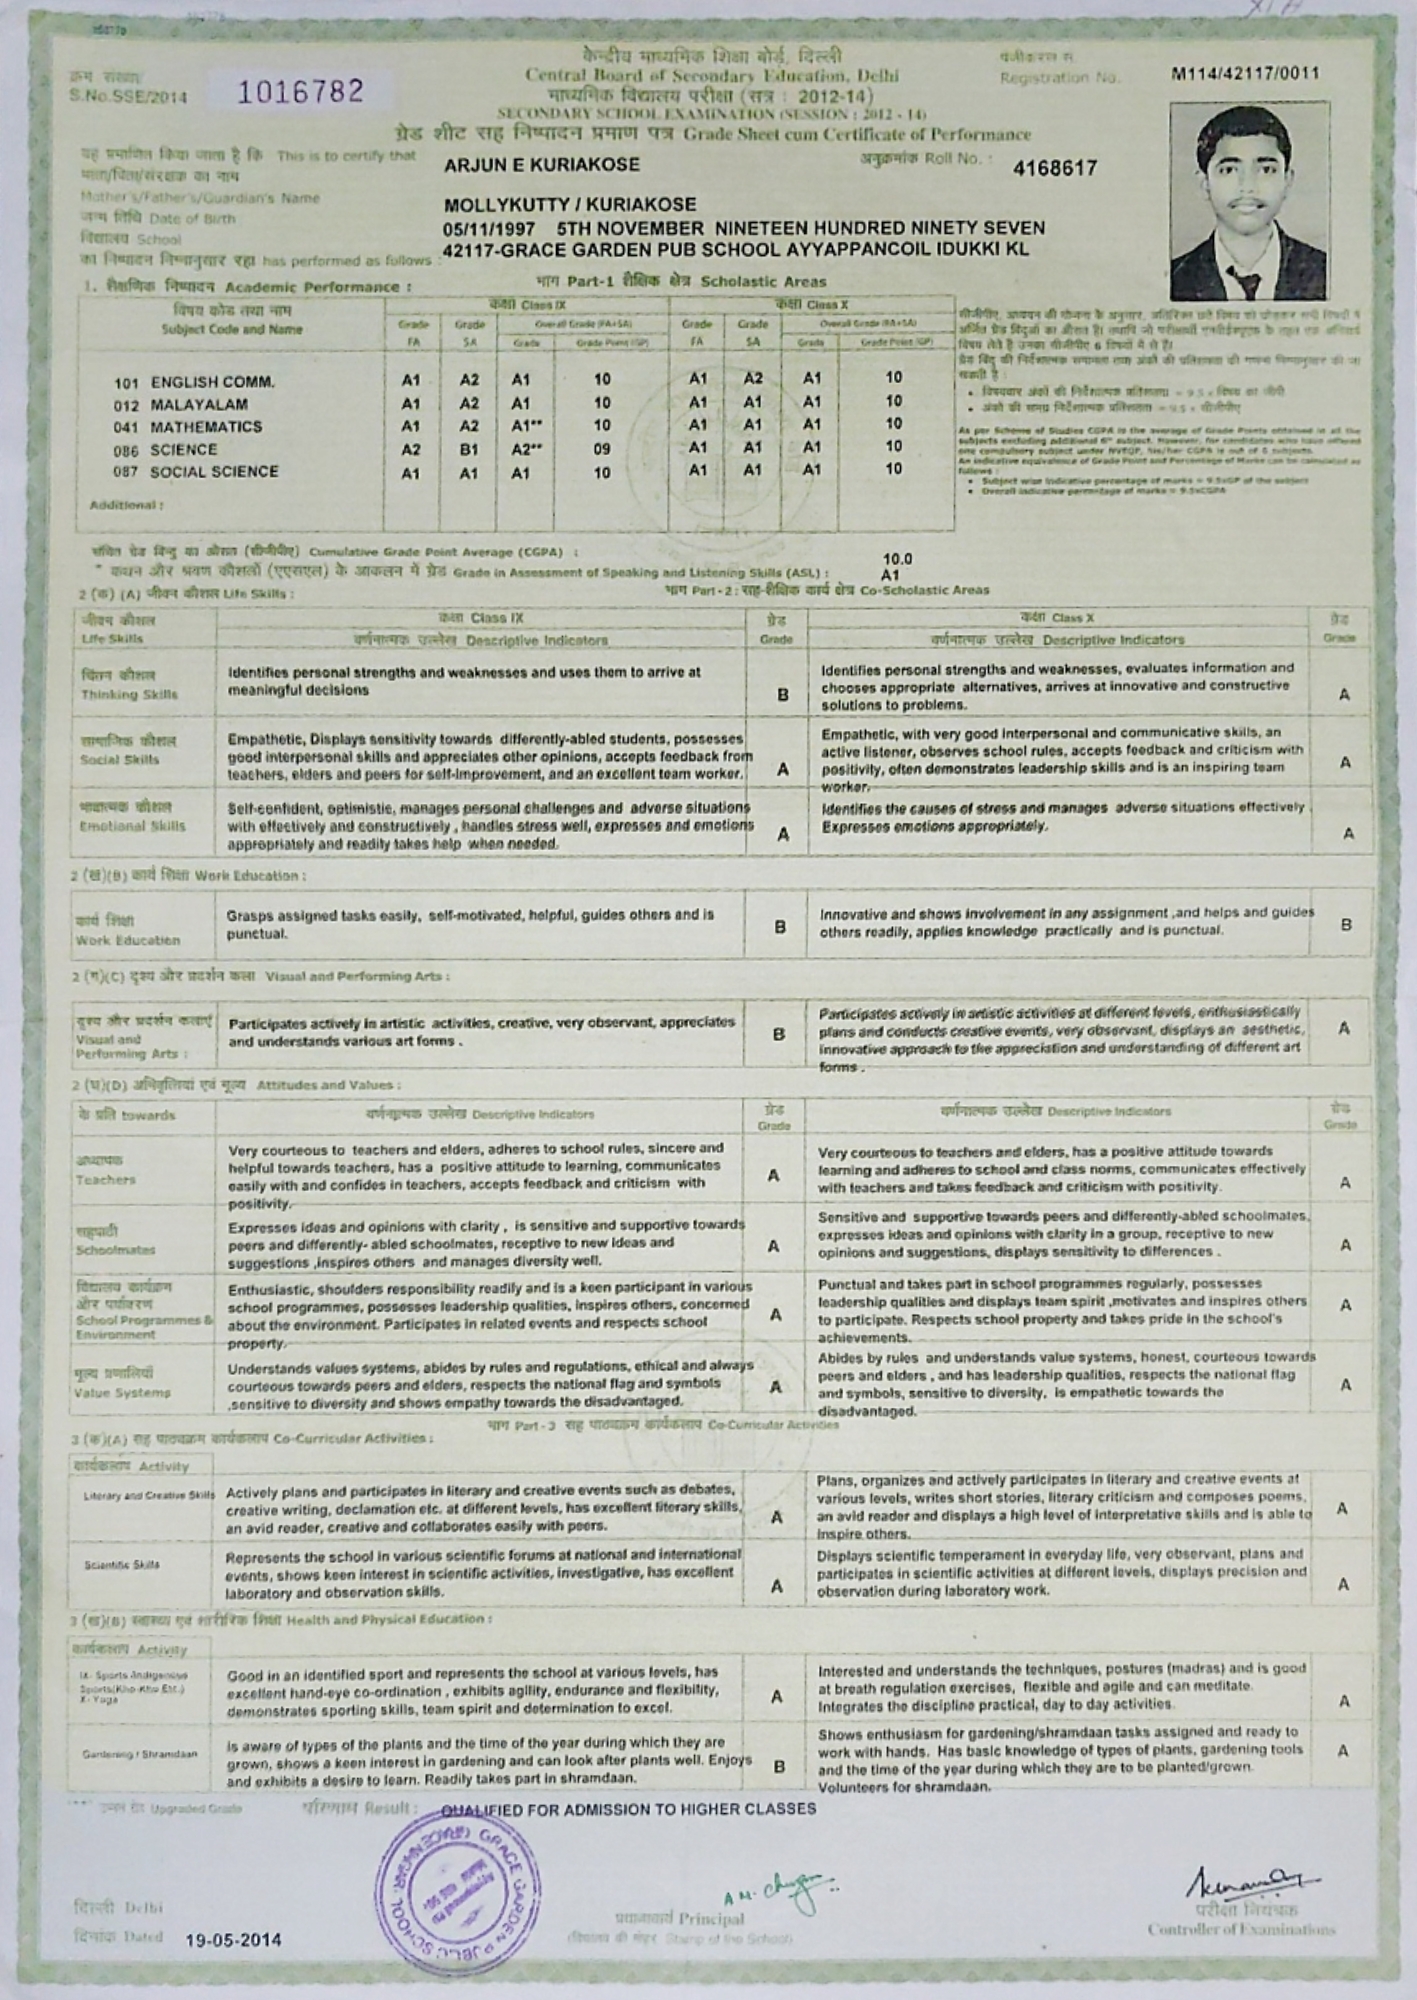 केन्द्रीय माध्यमिक शिक्षा बोर्ड, दिल्ली
Central Board of Secondary Education, Delhi
Registration No. M114/42117/0011
S.No.SSE/2014 1016782
माध्यमिक विद्यालय परीक्षा (सत्र : 2012-14)
SECONDARY SCHOOL EXAMINATION (SESSION : 2012 - 14)
ग्रेड शीट सह निष्पादन प्रमाण पत्र Grade Sheet cum Certificate of Performance
यह प्रमाणित किया जाता है कि This is to certify that ARJUN E KURIAKOSE अनुक्रमांक Roll No. : 4168617
माता/पिता/संरक्षक का नाम
Mother's/Father's/Guardian's Name MOLLYKUTTY / KURIAKOSE
जन्म तिथि Date of Birth 05/11/1997 5TH NOVEMBER NINETEEN HUNDRED NINETY SEVEN
विद्यालय School 42117-GRACE GARDEN PUB SCHOOL AYYAPPANCOIL IDUKKI KL
का निष्पादन निम्नानुसार रहा has performed as follows :
1. शैक्षणिक निष्पादन Academic Performance : भाग Part-1 शैक्षिक क्षेत्र Scholastic Areas
विषय कोड तथा नाम कक्षा Class IX कक्षा Class X
Subject Code and Name Grade Grade Overall Grade (FA+SA) Grade Grade Overall Grade (FA+SA)
FA SA Grade Grade Point (GP) FA SA Grade Grade Point (GP)
101 ENGLISH COMM. A1 A2 A1 10 A1 A2 A1 10
012 MALAYALAM A1 A2 A1 10 A1 A1 A1 10
041 MATHEMATICS A1 A2 A1** 10 A1 A1 A1 10
086 SCIENCE A2 B1 A2** 09 A1 A1 A1 10
087 SOCIAL SCIENCE A1 A1 A1 10 A1 A1 A1 10
Additional :
As per Scheme of Studies CGPA is the average of Grade Points obtained in all the
subjects excluding additional 6th subject. However, for candidates who have offered
one compulsory subject under NVEQF, his/her CGPA is out of 6 subjects.
An indicative equivalence of Grade Point and Percentage of Marks can be calculated as
follows :
• Subject wise indicative percentage of marks = 9.5xGP of the subject
• Overall indicative percentage of marks = 9.5xCGPA
संचित ग्रेड बिन्दु का औसत (सीजीपीए) Cumulative Grade Point Average (CGPA) : 10.0
* कथन और श्रवण कौशलों (एएसएल) के आकलन में ग्रेड Grade in Assessment of Speaking and Listening Skills (ASL) : A1
2 (क) (A) जीवन कौशल Life Skills : भाग Part - 2 : सह-शैक्षिक कार्य क्षेत्र Co-Scholastic Areas
जीवन कौशल कक्षा Class IX ग्रेड कक्षा Class X ग्रेड
Life Skills वर्णनात्मक उल्लेख Descriptive Indicators Grade वर्णनात्मक उल्लेख Descriptive Indicators Grade
चिंतन कौशल
Thinking Skills
Identifies personal strengths and weaknesses and uses them to arrive at
meaningful decisions
B
Identifies personal strengths and weaknesses, evaluates information and
chooses appropriate alternatives, arrives at innovative and constructive
solutions to problems.
A
सामाजिक कौशल
Social Skills
Empathetic, Displays sensitivity towards differently-abled students, possesses
good interpersonal skills and appreciates other opinions, accepts feedback from
teachers, elders and peers for self-improvement, and an excellent team worker.
A
Empathetic, with very good interpersonal and communicative skills, an
active listener, observes school rules, accepts feedback and criticism with
positivity, often demonstrates leadership skills and is an inspiring team
worker.
A
भावात्मक कौशल
Emotional Skills
Self-confident, optimistic, manages personal challenges and adverse situations
with effectively and constructively , handles stress well, expresses and emotions
appropriately and readily takes help when needed.
A
Identifies the causes of stress and manages adverse situations effectively .
Expresses emotions appropriately.
A
2 (ख)(B) कार्य शिक्षा Work Education :
कार्य शिक्षा
Work Education
Grasps assigned tasks easily, self-motivated, helpful, guides others and is
punctual.
B
Innovative and shows involvement in any assignment ,and helps and guides
others readily, applies knowledge practically and is punctual.
B
2 (ग)(C) दृश्य और प्रदर्शन कला Visual and Performing Arts :
दृश्य और प्रदर्शन कलाएं
Visual and
Performing Arts :
Participates actively in artistic activities, creative, very observant, appreciates
and understands various art forms .
B
Participates actively in artistic activities at different levels, enthusiastically
plans and conducts creative events, very observant, displays an aesthetic,
innovative approach to the appreciation and understanding of different art
forms .
A
2 (घ)(D) अभिवृत्तियां एवं मूल्य Attitudes and Values :
के प्रति towards वर्णनात्मक उल्लेख Descriptive Indicators ग्रेड Grade वर्णनात्मक उल्लेख Descriptive Indicators ग्रेड Grade
अध्यापक
Teachers
Very courteous to teachers and elders, adheres to school rules, sincere and
helpful towards teachers, has a positive attitude to learning, communicates
easily with and confides in teachers, accepts feedback and criticism with
positivity.
A
Very courteous to teachers and elders, has a positive attitude towards
learning and adheres to school and class norms, communicates effectively
with teachers and takes feedback and criticism with positivity.
A
सहपाठी
Schoolmates
Expresses ideas and opinions with clarity , is sensitive and supportive towards
peers and differently- abled schoolmates, receptive to new ideas and
suggestions ,inspires others and manages diversity well.
A
Sensitive and supportive towards peers and differently-abled schoolmates,
expresses ideas and opinions with clarity in a group, receptive to new
opinions and suggestions, displays sensitivity to differences .
A
विद्यालय कार्यक्रम
और पर्यावरण
School Programmes &
Environment
Enthusiastic, shoulders responsibility readily and is a keen participant in various
school programmes, possesses leadership qualities, inspires others, concerned
about the environment. Participates in related events and respects school
property.
A
Punctual and takes part in school programmes regularly, possesses
leadership qualities and displays team spirit ,motivates and inspires others
to participate. Respects school property and takes pride in the school's
achievements.
A
मूल्य प्रणालियां
Value Systems
Understands values systems, abides by rules and regulations, ethical and always
courteous towards peers and elders, respects the national flag and symbols
,sensitive to diversity and shows empathy towards the disadvantaged.
A
Abides by rules and understands value systems, honest, courteous towards
peers and elders , and has leadership qualities, respects the national flag
and symbols, sensitive to diversity, is empathetic towards the
disadvantaged.
A
भाग Part - 3 सह पाठ्यक्रम कार्यकलाप Co-Curricular Activities
3 (क)(A) सह पाठ्यक्रम कार्यकलाप Co-Curricular Activities :
कार्यकलाप Activity
Literary and Creative Skills
Actively plans and participates in literary and creative events such as debates,
creative writing, declamation etc. at different levels, has excellent literary skills,
an avid reader, creative and collaborates easily with peers.
A
Plans, organizes and actively participates in literary and creative events at
various levels, writes short stories, literary criticism and composes poems,
an avid reader and displays a high level of interpretative skills and is able to
inspire others.
A
Scientific Skills
Represents the school in various scientific forums at national and international
events, shows keen interest in scientific activities, investigative, has excellent
laboratory and observation skills.
A
Displays scientific temperament in everyday life, very observant, plans and
participates in scientific activities at different levels, displays precision and
observation during laboratory work.
A
3 (ख)(B) स्वास्थ्य एवं शारीरिक शिक्षा Health and Physical Education :
कार्यकलाप Activity
IX- Sports /Indigenous
Sports(Kho-Kho Etc.)
X- Yoga
Good in an identified sport and represents the school at various levels, has
excellent hand-eye co-ordination , exhibits agility, endurance and flexibility,
demonstrates sporting skills, team spirit and determination to excel.
A
Interested and understands the techniques, postures (madras) and is good
at breath regulation exercises, flexible and agile and can meditate.
Integrates the discipline practical, day to day activities.
A
Gardening / Shramdaan
Is aware of types of the plants and the time of the year during which they are
grown, shows a keen interest in gardening and can look after plants well. Enjoys
and exhibits a desire to learn. Readily takes part in shramdaan.
B
Shows enthusiasm for gardening/shramdaan tasks assigned and ready to
work with hands. Has basic knowledge of types of plants, gardening tools
and the time of the year during which they are to be planted/grown.
Volunteers for shramdaan.
A
Upgraded Grade परिणाम Result : QUALIFIED FOR ADMISSION TO HIGHER CLASSES
GRACE GARDEN PUBLIC SCHOOL
दिल्ली Delhi
दिनांक Dated 19-05-2014
प्रधानाचार्य Principal
(विद्यालय की मोहर Stamp of the School)
परीक्षा नियंत्रक
Controller of Examinations